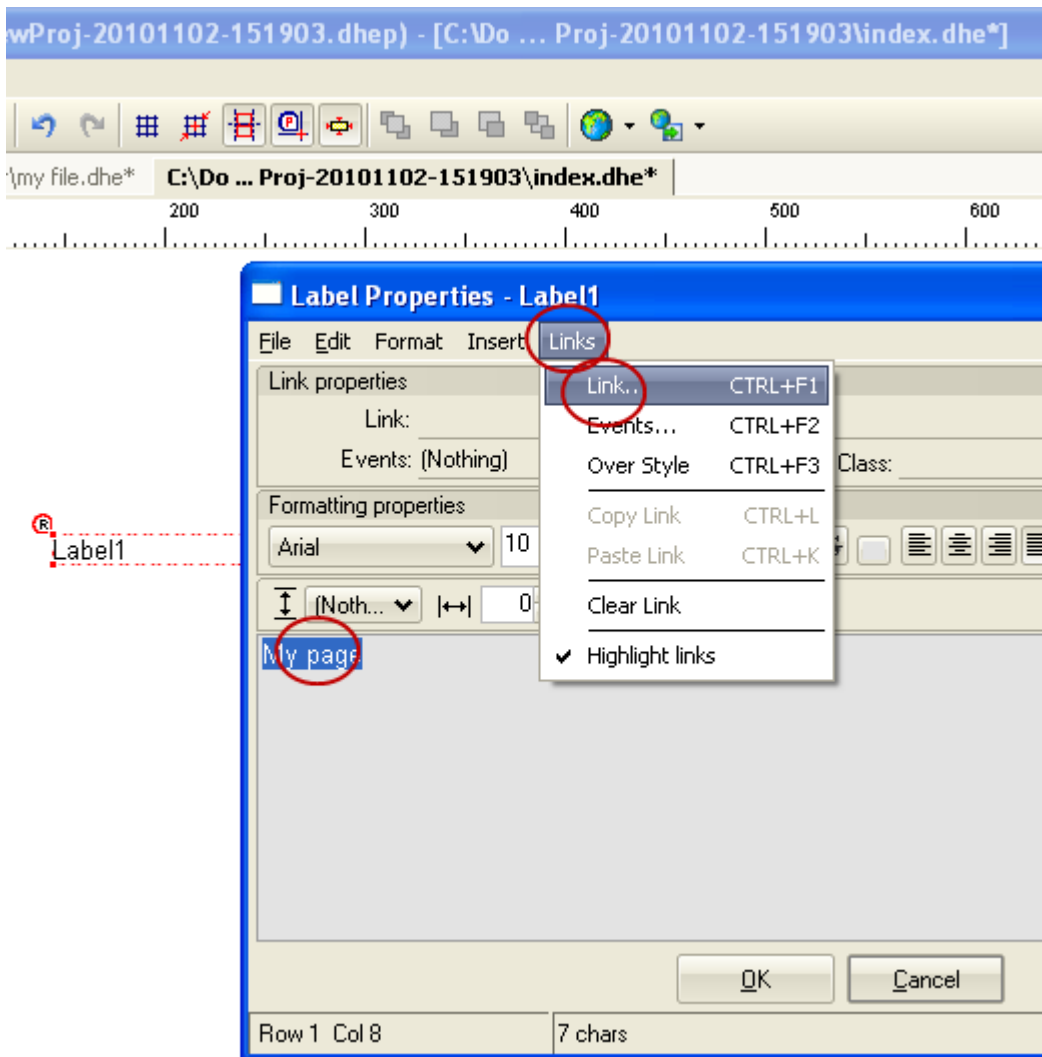 wProj-20101102-151903.dhep) - [C:\Do ... Proj-20101102-151903\index.dhe*]
\my file.dhe* C:\Do ... Proj-20101102-151903\index.dhe*
200 300 400 500 600
Label Properties - Label1
File Edit Format Insert Links
Link properties
Link.. CTRL+F1
Link:
Events... CTRL+F2
Events: (Nothing)
Over Style CTRL+F3
Class:
Formatting properties
Copy Link CTRL+L
R
Label1
Arial 10
Paste Link CTRL+K
(Noth... 0
Clear Link
My page
Highlight links
OK Cancel
Row 1 Col 8 7 chars